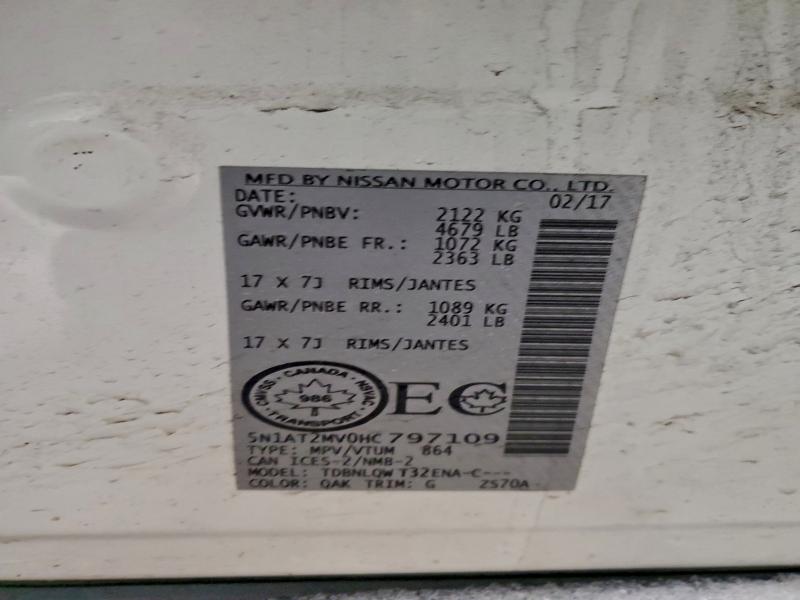 MFD BY NISSAN MOTOR CO., LTD.
DATE: 02/17
GVWR/PNBV: 2122 KG
4679 LB
GAWR/PNBE FR.: 1072 KG
2363 LB
17 X 7J RIMS/JANTES
GAWR/PNBE RR.: 1089 KG
2401 LB
17 X 7J RIMS/JANTES
CANADA
CMVSS 986 NSVAC
TRANSPORT
EC
5N1AT2MV0HC797109
TYPE: MPV/VTUM 864
CAN ICES-2/NMB-2
MODEL: TDBNLQW T32ENA-C---
COLOR: QAK TRIM: G 2570A